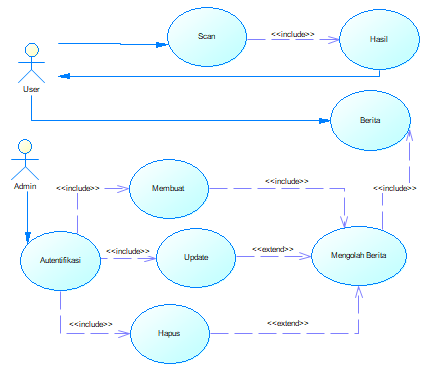 Scan
<<include>>
Hasil
User
Berita
Admin
<<include>>
Membuat
<<include>>
<<include>>
Autentifikasi
<<include>>
Update
<<extend>>
Mengolah Berita
<<include>>
Hapus
<<extend>>